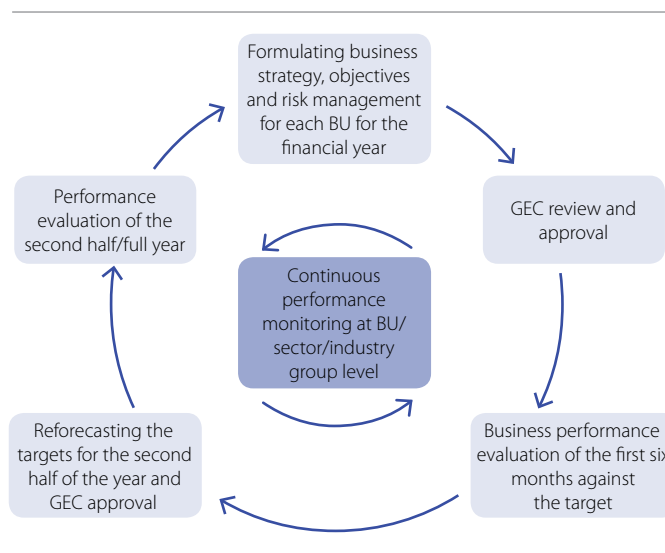 Formulating business
strategy, objectives
and risk management
for each BU for the
financial year
GEC review and
approval
Business performance
evaluation of the first six
months against
the target
Reforecasting the
targets for the second
half of the year and
GEC approval
Performance
evaluation of the
second half/full year
Continuous
performance
monitoring at BU/
sector/industry
group level